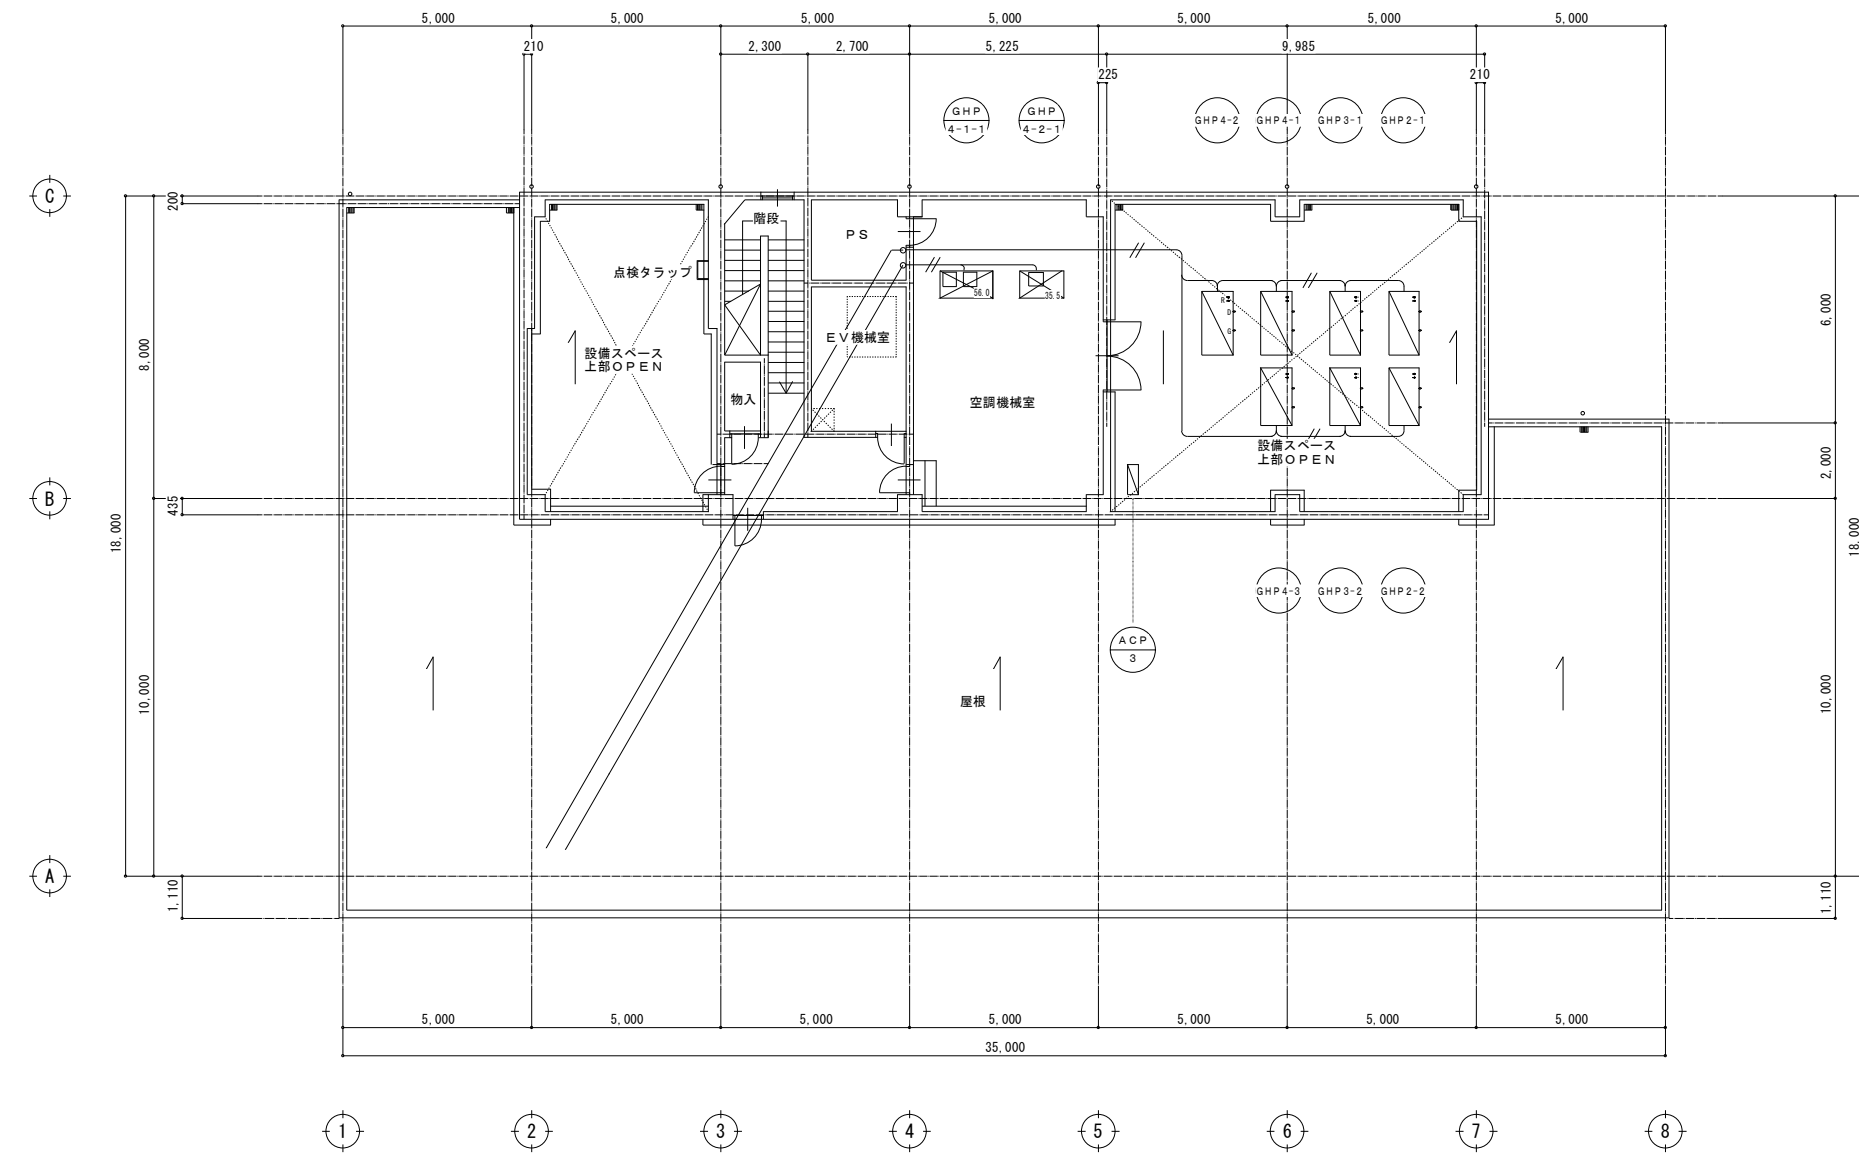 5,000 5,000 5,000 5,000 5,000 5,000 5,000
210 2,300 2,700 5,225 9,985
225 210
GHP 4-1-1
GHP 4-2-1
GHP4-2 GHP4-1 GHP3-1 GHP2-1
C
200
階段
PS
点検タラップ
56.0 35.5
R
D
G
6,000
8,000
設備スペース
上部OPEN
EV機械室
物入
空調機械室
設備スペース
上部OPEN
2,000
B
435
18,000
18,000
GHP4-3 GHP3-2 GHP2-2
ACP 3
10,000
屋根
10,000
A
1,110
1,110
5,000 5,000 5,000 5,000 5,000 5,000 5,000
35,000
1 2 3 4 5 6 7 8